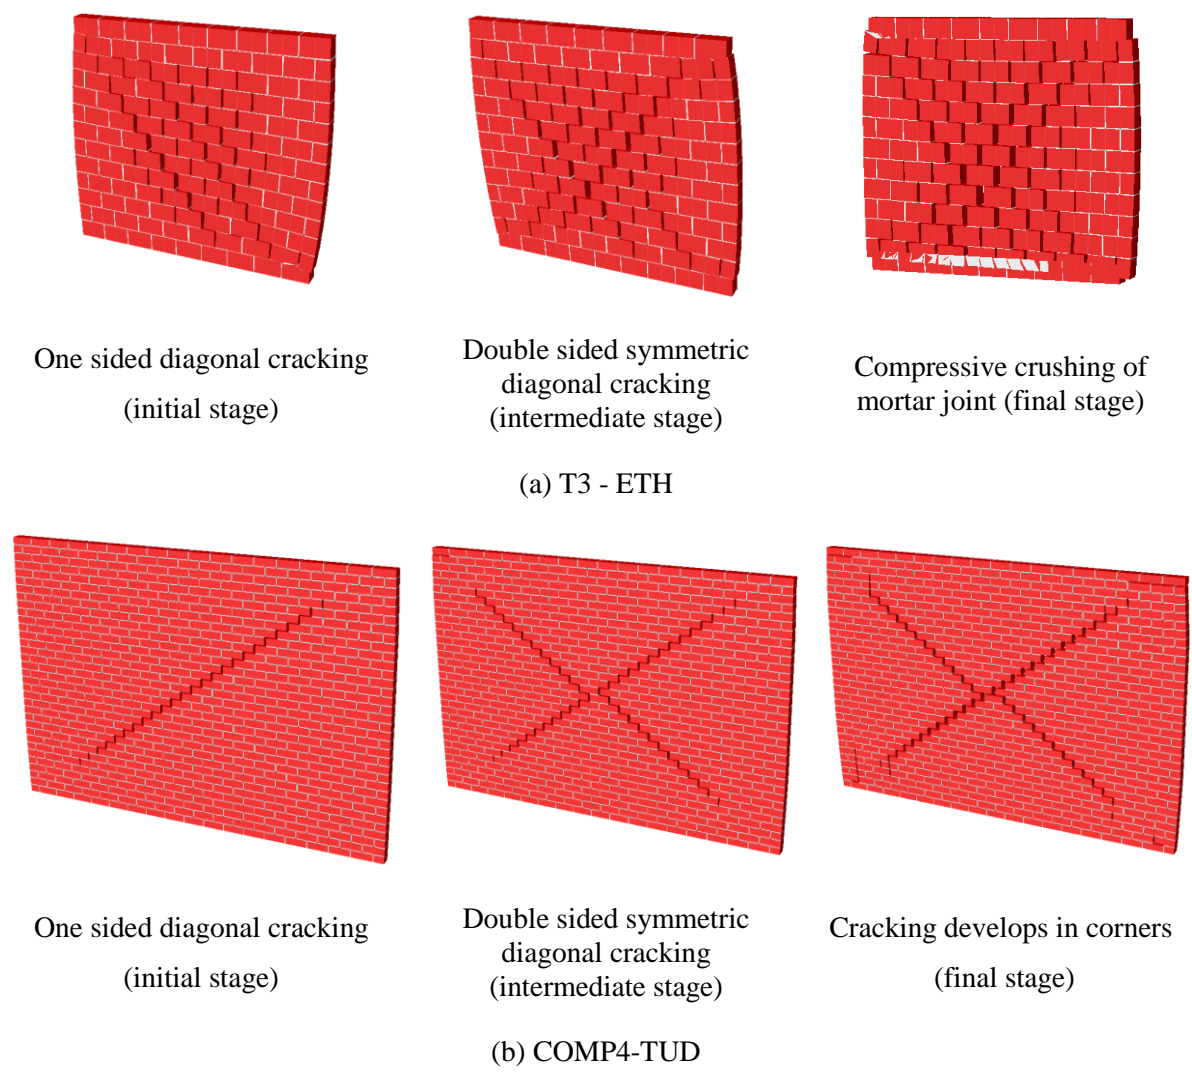 One sided diagonal cracking
(initial stage)
Double sided symmetric
diagonal cracking
(intermediate stage)
Compressive crushing of
mortar joint (final stage)
(a) T3 - ETH
One sided diagonal cracking
(initial stage)
Double sided symmetric
diagonal cracking
(intermediate stage)
Cracking develops in corners
(final stage)
(b) COMP4-TUD